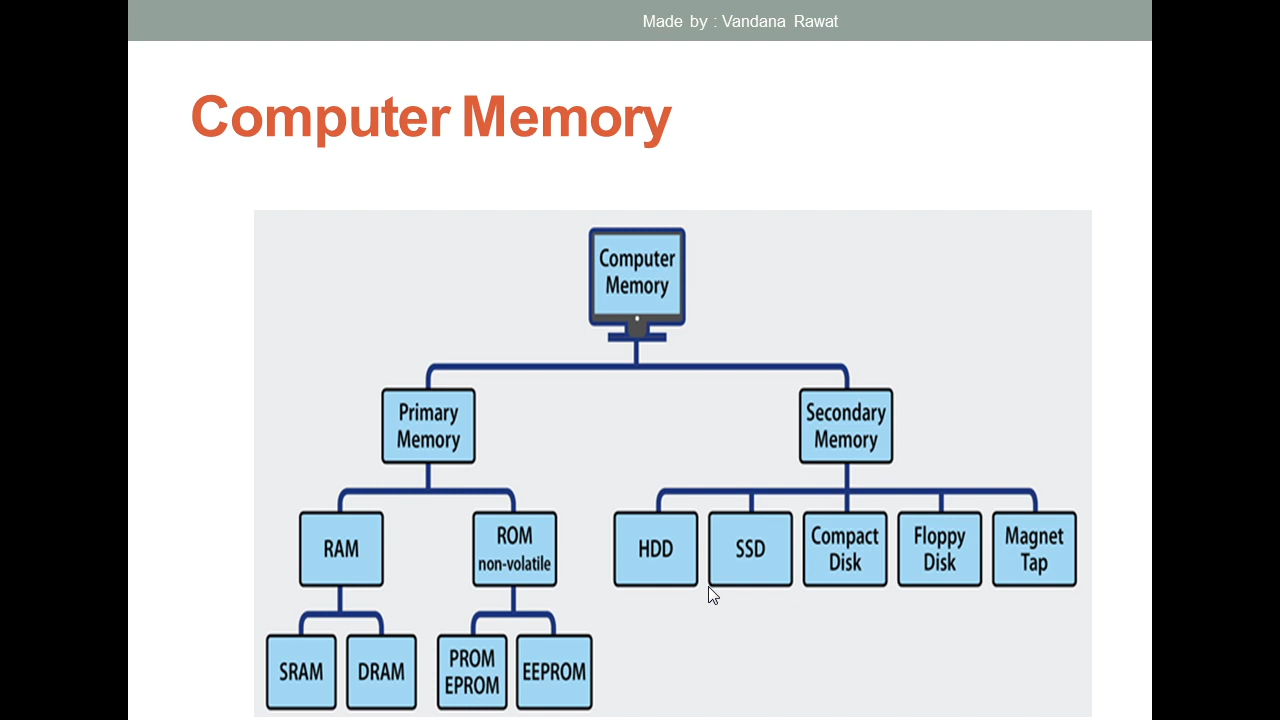 Made by : Vandana Rawat
Computer Memory
Computer
Memory
Primary
Memory
Secondary
Memory
RAM
ROM
non-volatile
HDD
SSD
Compact
Disk
Floppy
Disk
Magnet
Tap
SRAM
DRAM
PROM
EPROM
EEPROM